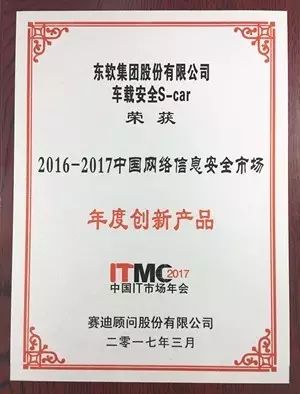 东软集团股份有限公司
车载安全S-car
荣获
2016-2017中国网络信息安全市场
年度创新产品
ITMC2017
中国IT市场年会
赛迪顾问股份有限公司
二零一七年三月